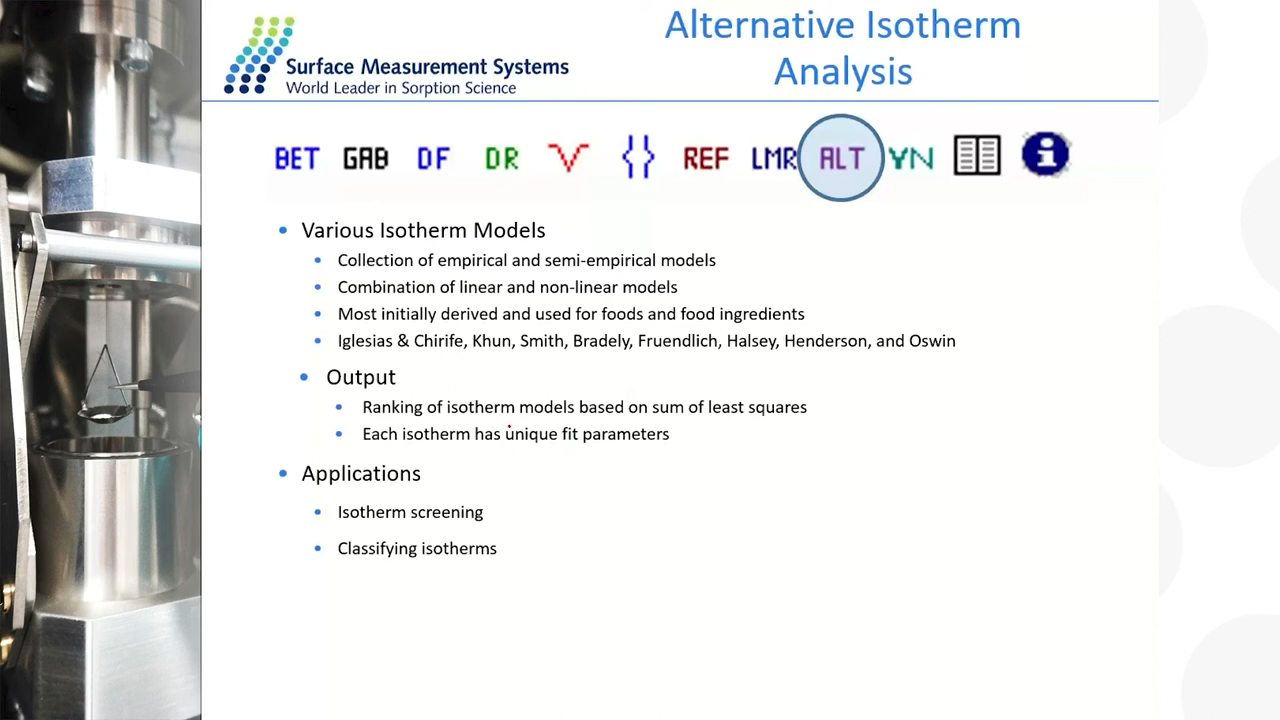 Alternative Isotherm
Analysis
Surface Measurement Systems
World Leader in Sorption Science
BET GAB DF DR REF LMR ALT YN
Various Isotherm Models
Collection of empirical and semi-empirical models
Combination of linear and non-linear models
Most initially derived and used for foods and food ingredients
Iglesias & Chirife, Khun, Smith, Bradely, Fruendlich, Halsey, Henderson, and Oswin
Output
Ranking of isotherm models based on sum of least squares
Each isotherm has unique fit parameters
Applications
Isotherm screening
Classifying isotherms